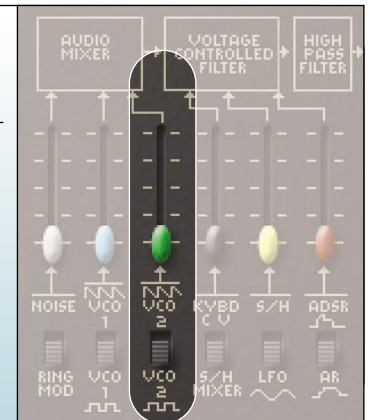 AUDIO
MIXER
VOLTAGE
CONTROLLED
FILTER
HIGH
PASS
FILTER
NOISE
VCO
1
VCO
2
KYBD
C V
S/H
ADSR
RING
MOD
VCO
1
VCO
2
S/H
MIXER
LFO
AR